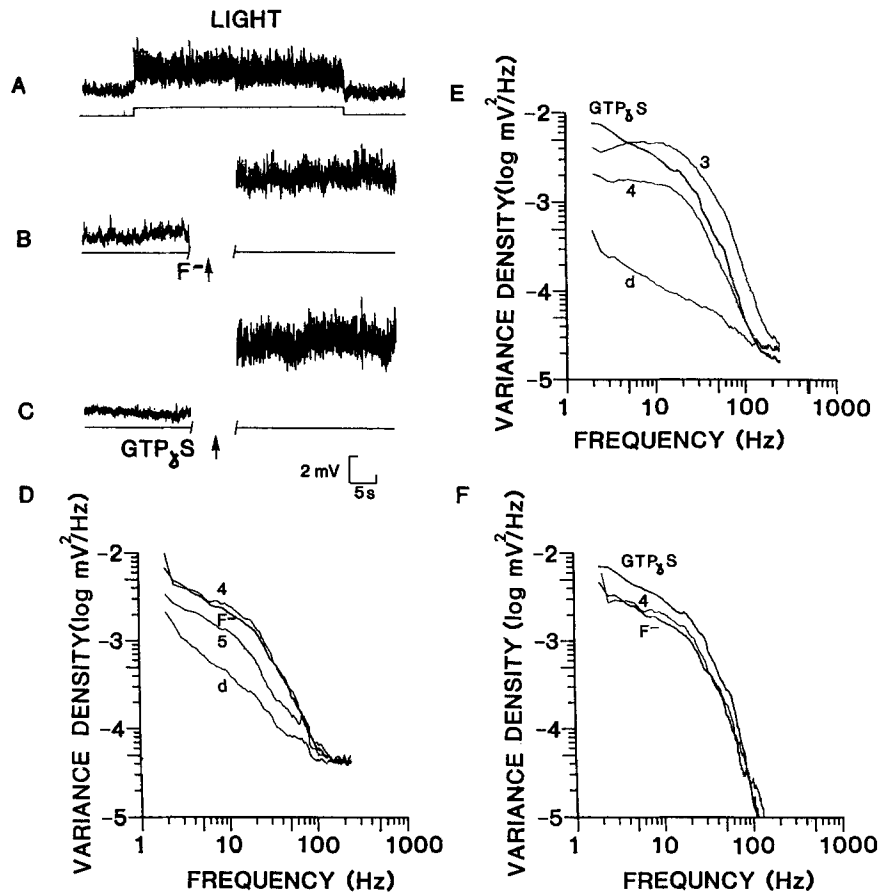 LIGHT
A
B
F⁻
C
GTPγS
2 mV
5s
D
VARIANCE DENSITY (log mV²/Hz)
-2
-3
-4
-5
4
F⁻
5
d
1
10
100
1000
FREQUENCY (Hz)
E
VARIANCE DENSITY(log mV²/Hz)
-2
-3
-4
-5
GTPγS
3
4
d
1
10
100
1000
FREQUENCY (Hz)
F
VARIANCE DENSITY (log mV²/Hz)
-2
-3
-4
-5
GTPγS
4
F⁻
1
10
100
1000
FREQUNCY (Hz)